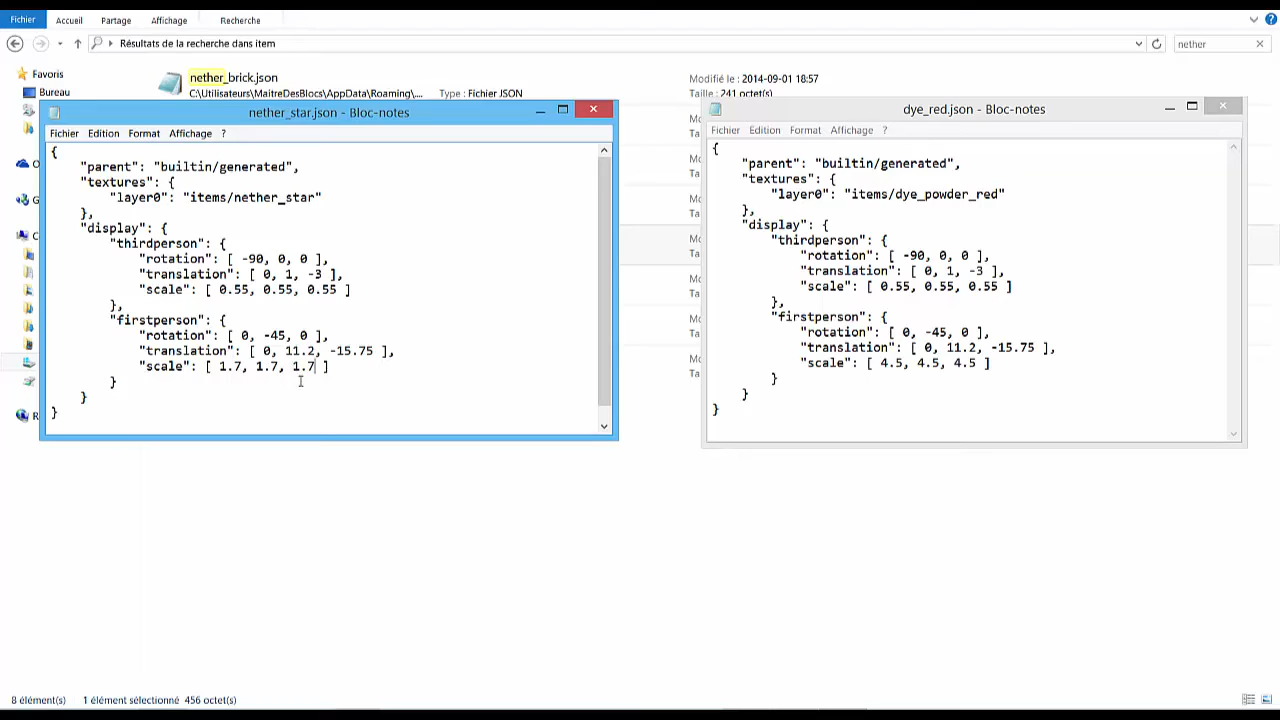 Fichier Accueil Partage Affichage Recherche
Résultats de la recherche dans item
nether
Favoris
Bureau
nether_brick.json
C:\Utilisateurs\MaitreDesBlocs\AppData\Roaming\...
Type : Fichier JSON
Modifié le : 2014-09-01 18:57
Taille : 241 octet(s)
nether_star.json - Bloc-notes
Fichier Edition Format Affichage ?
{
"parent": "builtin/generated",
"textures": {
"layer0": "items/nether_star"
},
"display": {
"thirdperson": {
"rotation": [ -90, 0, 0 ],
"translation": [ 0, 1, -3 ],
"scale": [ 0.55, 0.55, 0.55 ]
},
"firstperson": {
"rotation": [ 0, -45, 0 ],
"translation": [ 0, 11.2, -15.75 ],
"scale": [ 1.7, 1.7, 1.7 ]
}
}
}
dye_red.json - Bloc-notes
Fichier Edition Format Affichage ?
{
"parent": "builtin/generated",
"textures": {
"layer0": "items/dye_powder_red"
},
"display": {
"thirdperson": {
"rotation": [ -90, 0, 0 ],
"translation": [ 0, 1, -3 ],
"scale": [ 0.55, 0.55, 0.55 ]
},
"firstperson": {
"rotation": [ 0, -45, 0 ],
"translation": [ 0, 11.2, -15.75 ],
"scale": [ 4.5, 4.5, 4.5 ]
}
}
}
8 élément(s) 1 élément sélectionné 456 octet(s)